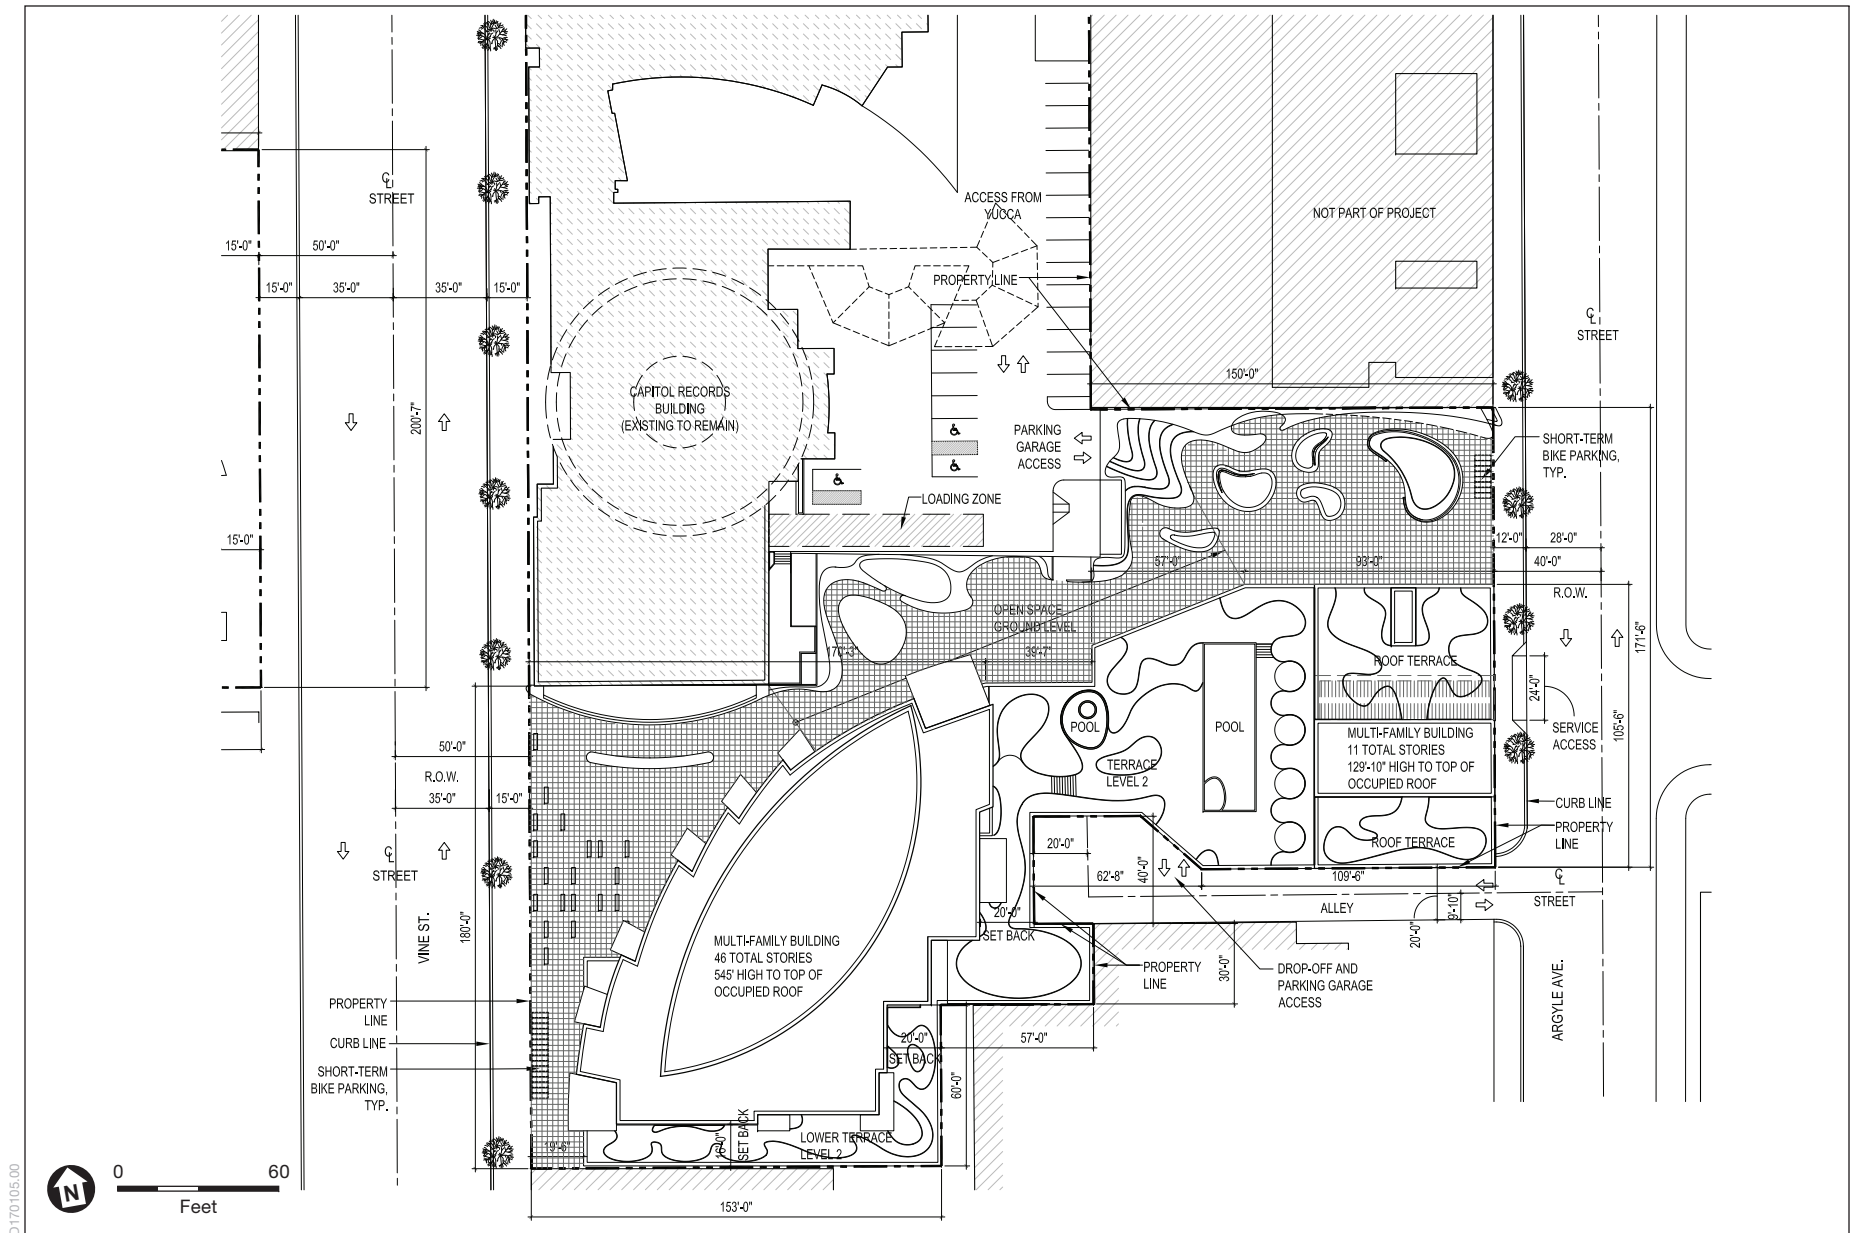 ACCESS FROM
YUCCA
NOT PART OF PROJECT
℄
STREET
15'-0"
50'-0"
15'-0"
35'-0"
35'-0"
15'-0"
PROPERTY LINE
℄
STREET
150'-0"
200'-7"
CAPITOL RECORDS
BUILDING
(EXISTING TO REMAIN)
PARKING
GARAGE
ACCESS
SHORT-TERM
BIKE PARKING,
TYP.
LOADING ZONE
15'-0"
12'-0"
28'-0"
57'-0"
93'-0"
40'-0"
R.O.W.
OPEN SPACE
GROUND LEVEL
170'-3"
39'-7"
171'-6"
ROOF TERRACE
24'-0"
105'-6"
POOL
POOL
SERVICE
ACCESS
MULTI-FAMILY BUILDING
11 TOTAL STORIES
129'-10" HIGH TO TOP OF
OCCUPIED ROOF
TERRACE
LEVEL 2
50'-0"
R.O.W.
35'-0"
15'-0"
CURB LINE
PROPERTY
LINE
ROOF TERRACE
20'-0"
40'-0"
62'-8"
109'-6"
℄
STREET
℄
STREET
ALLEY
9'-10"
20'-0"
20'-0"
SET BACK
VINE ST.
180'-0"
MULTI-FAMILY BUILDING
46 TOTAL STORIES
545' HIGH TO TOP OF
OCCUPIED ROOF
PROPERTY
LINE
30'-0"
DROP-OFF AND
PARKING GARAGE
ACCESS
ARGYLE AVE.
PROPERTY
LINE
CURB LINE
SHORT-TERM
BIKE PARKING,
TYP.
20'-0"
SET BACK
57'-0"
60'-0"
19'-6"
16'-0"
SET BACK
LOWER TERRACE
LEVEL 2
153'-0"
N
0
60
Feet
D170105.00